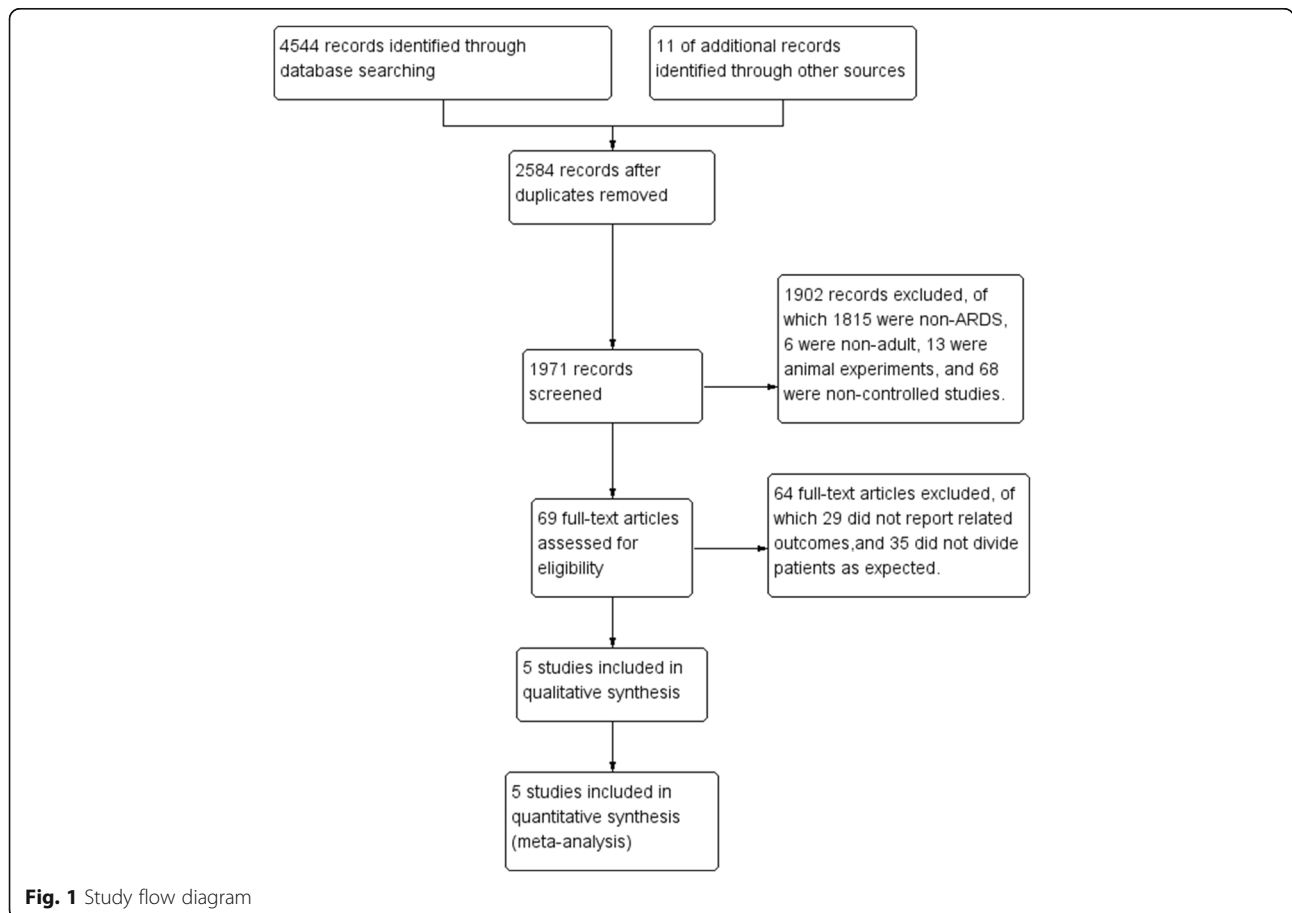 4544 records identified through
database searching
11 of additional records
identified through other sources
2584 records after
duplicates removed
1971 records
screened
1902 records excluded, of
which 1815 were non-ARDS,
6 were non-adult, 13 were
animal experiments, and 68
were non-controlled studies.
69 full-text articles
assessed for
eligibility
64 full-text articles excluded, of
which 29 did not report related
outcomes,and 35 did not divide
patients as expected.
5 studies included in
qualitative synthesis
5 studies included in
quantitative synthesis
(meta-analysis)
Fig. 1 Study flow diagram